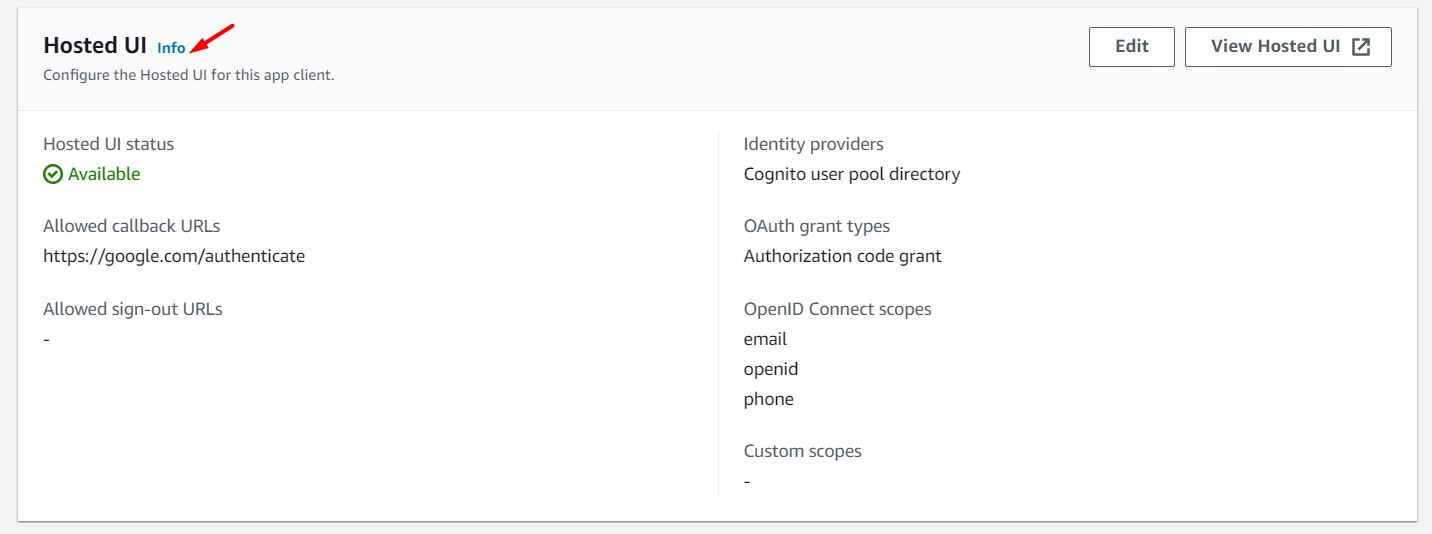 Hosted UI Info
Configure the Hosted UI for this app client.
Edit
View Hosted UI
Hosted UI status
Available
Allowed callback URLs
https://google.com/authenticate
Allowed sign-out URLs
-
Identity providers
Cognito user pool directory
OAuth grant types
Authorization code grant
OpenID Connect scopes
email
openid
phone
Custom scopes
-